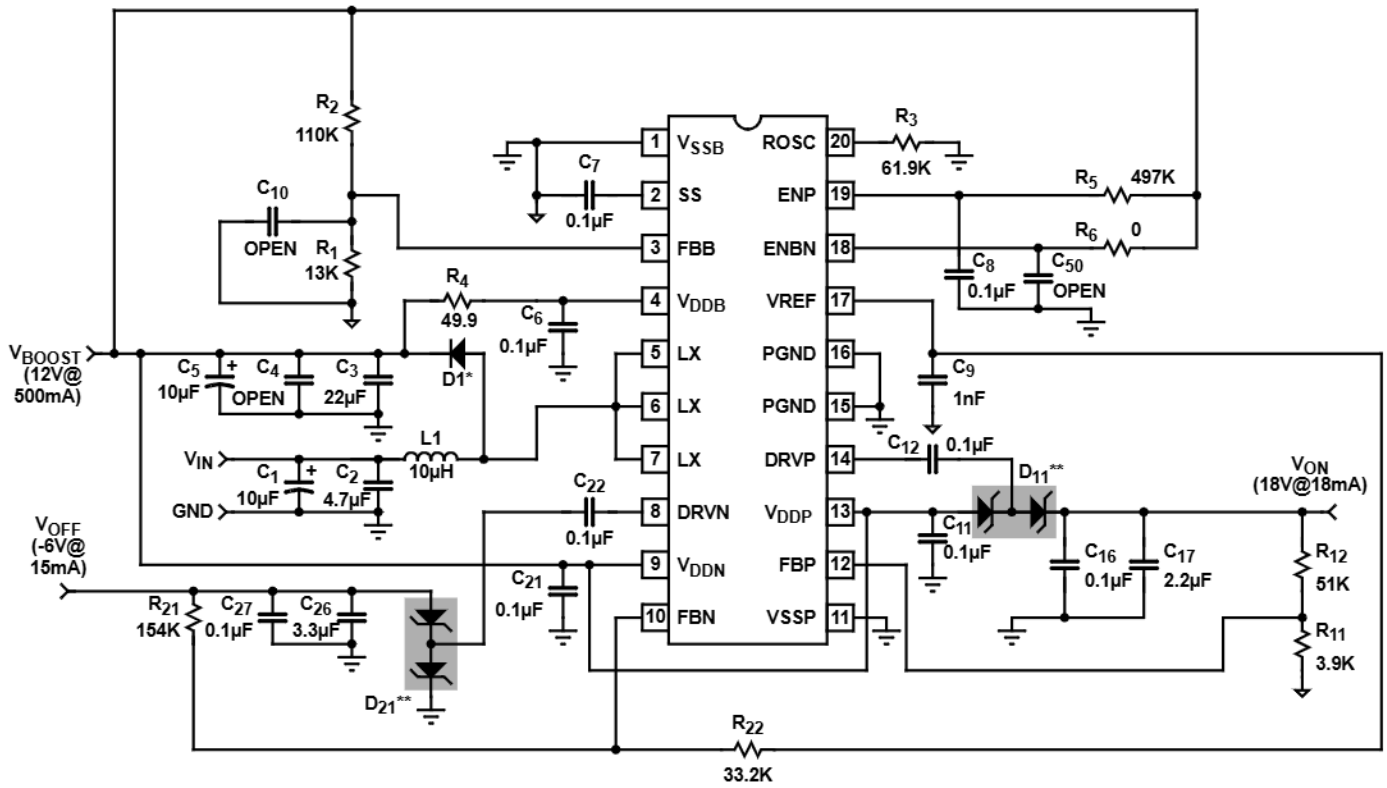 R2
110K
C10
OPEN
R1
13K
C7
0.1µF
R4
49.9
C6
0.1µF
VBOOST
(12V@
500mA)
C5
+
10µF
C4
OPEN
C3
22µF
D1*
VIN
GND
C1
+
10µF
C2
4.7µF
L1
10µH
C22
0.1µF
VOFF
(-6V@
15mA)
R21
154K
C27
0.1µF
C26
3.3µF
D21**
C21
0.1µF
1 VSSB
2 SS
3 FBB
4 VDDB
5 LX
6 LX
7 LX
8 DRVN
9 VDDN
10 FBN
ROSC 20
ENP 19
ENBN 18
VREF 17
PGND 16
PGND 15
DRVP 14
VDDP 13
FBP 12
VSSP 11
R3
61.9K
R5 497K
R6 0
C8
0.1µF
C50
OPEN
C9
1nF
C12 0.1µF
D11**
VON
(18V@18mA)
C11
0.1µF
C16
0.1µF
C17
2.2µF
R12
51K
R11
3.9K
R22
33.2K